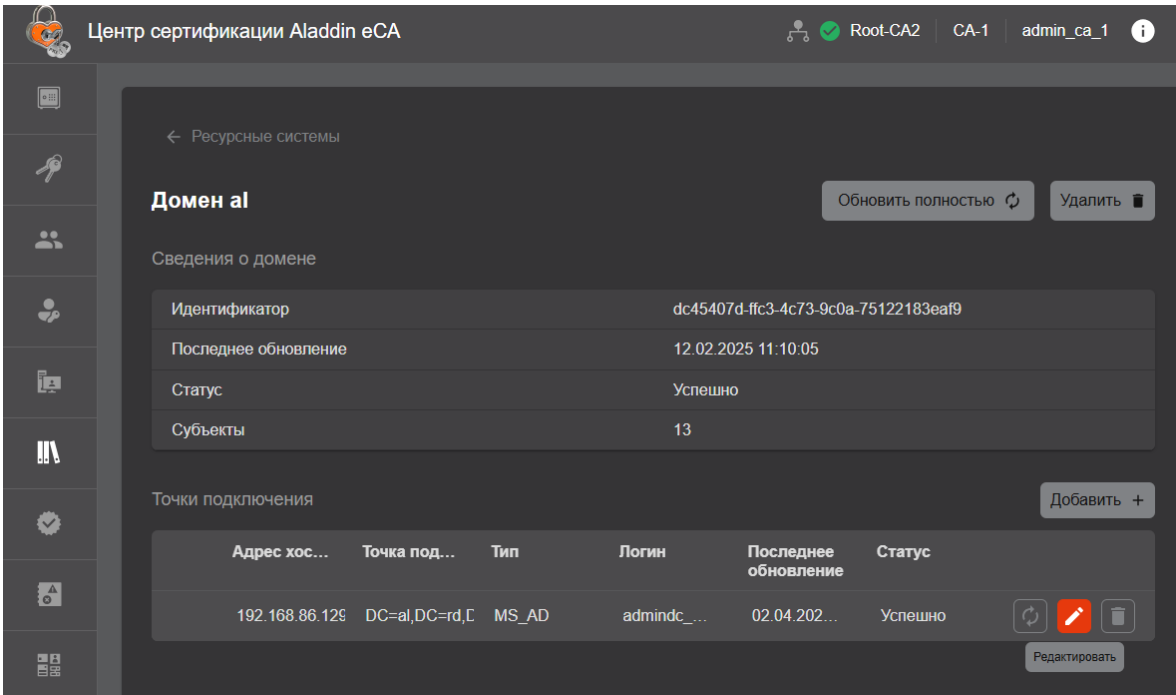 Центр сертификации Aladdin eCA
Root-CA2 CA-1 admin_ca_1
Ресурсные системы
Домен al
Обновить полностью Удалить
Сведения о домене
Идентификатор dc45407d-ffc3-4c73-9c0a-75122183eaf9
Последнее обновление 12.02.2025 11:10:05
Статус Успешно
Субъекты 13
Точки подключения Добавить +
Адрес хос... Точка под... Тип Логин Последнее обновление Статус
192.168.86.129 DC=al,DC=rd,D MS_AD admindc_... 02.04.202... Успешно
Редактировать